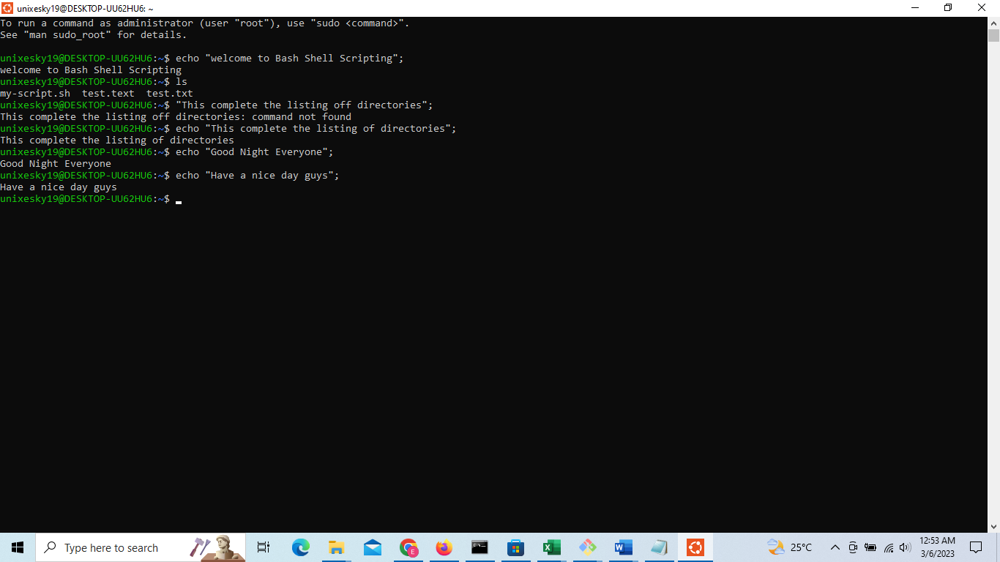 unixesky19@DESKTOP-UU62HU6: ~
To run a command as administrator (user "root"), use "sudo <command>".
See "man sudo_root" for details.
unixesky19@DESKTOP-UU62HU6:~$ echo "welcome to Bash Shell Scripting";
welcome to Bash Shell Scripting
unixesky19@DESKTOP-UU62HU6:~$ ls
my-script.sh  test.text  test.txt
unixesky19@DESKTOP-UU62HU6:~$ "This complete the listing off directories";
This complete the listing off directories: command not found
unixesky19@DESKTOP-UU62HU6:~$ echo "This complete the listing of directories";
This complete the listing of directories
unixesky19@DESKTOP-UU62HU6:~$ echo "Good Night Everyone";
Good Night Everyone
unixesky19@DESKTOP-UU62HU6:~$ echo "Have a nice day guys";
Have a nice day guys
unixesky19@DESKTOP-UU62HU6:~$
Type here to search
E
25°C
12:53 AM
3/6/2023